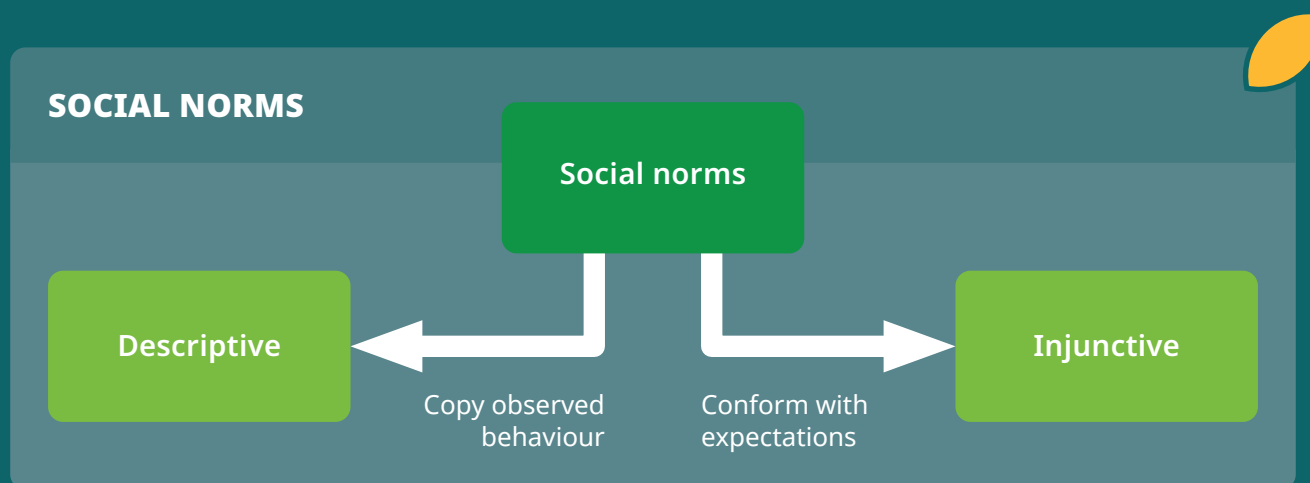 SOCIAL NORMS
Social norms
Descriptive
Injunctive
Copy observed
behaviour
Conform with
expectations